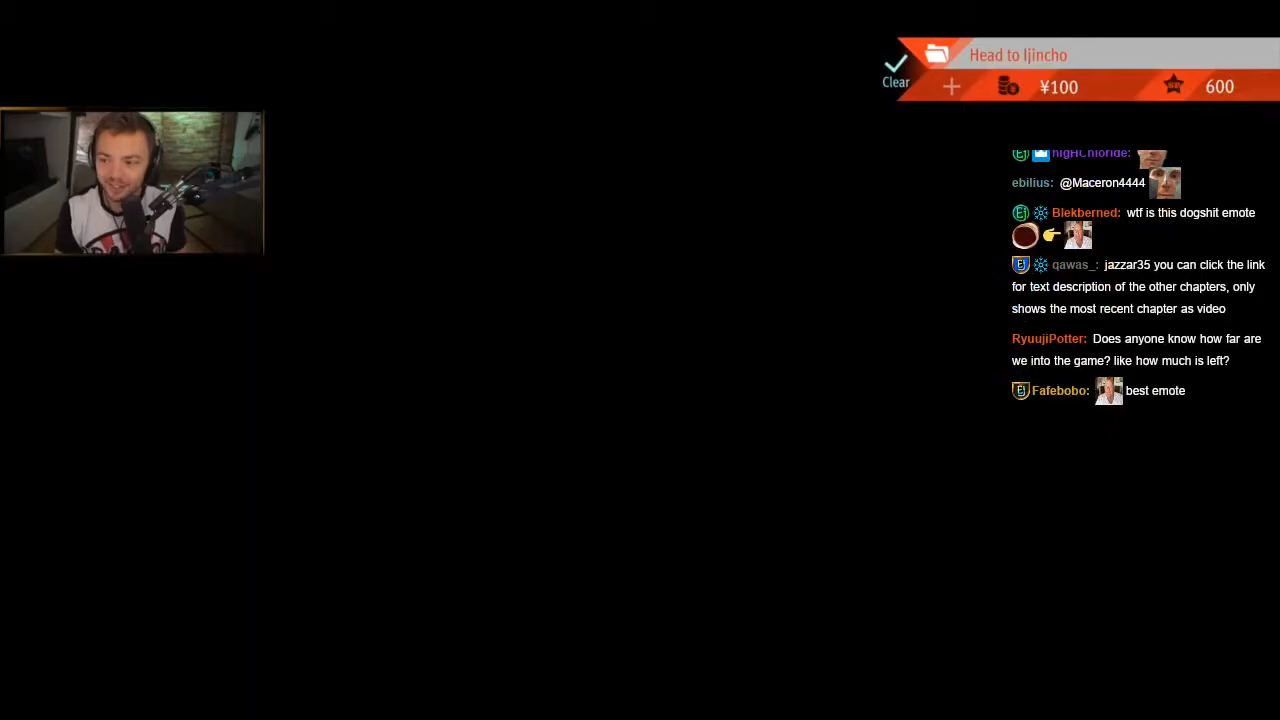 Head to Ijincho
Clear
¥100
600
higHChloride:
ebilius: @Maceron4444
Blekberned: wtf is this dogshit emote
qawas_: jazzar35 you can click the link
for text description of the other chapters, only
shows the most recent chapter as video
RyuujiPotter: Does anyone know how far are
we into the game? like how much is left?
Fafebobo: best emote